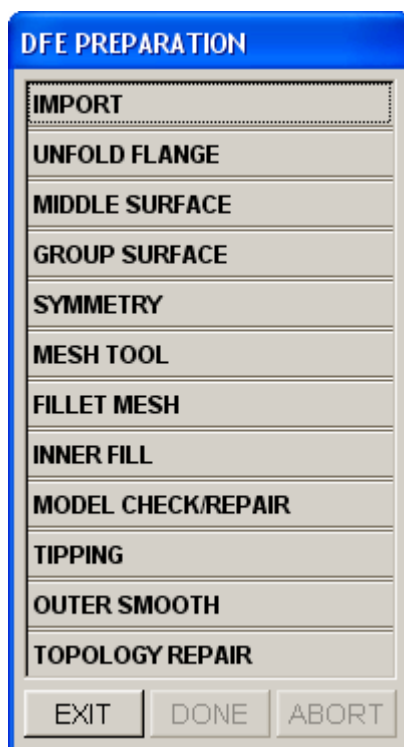 DFE PREPARATION
IMPORT
UNFOLD FLANGE
MIDDLE SURFACE
GROUP SURFACE
SYMMETRY
MESH TOOL
FILLET MESH
INNER FILL
MODEL CHECK/REPAIR
TIPPING
OUTER SMOOTH
TOPOLOGY REPAIR
EXIT DONE ABORT